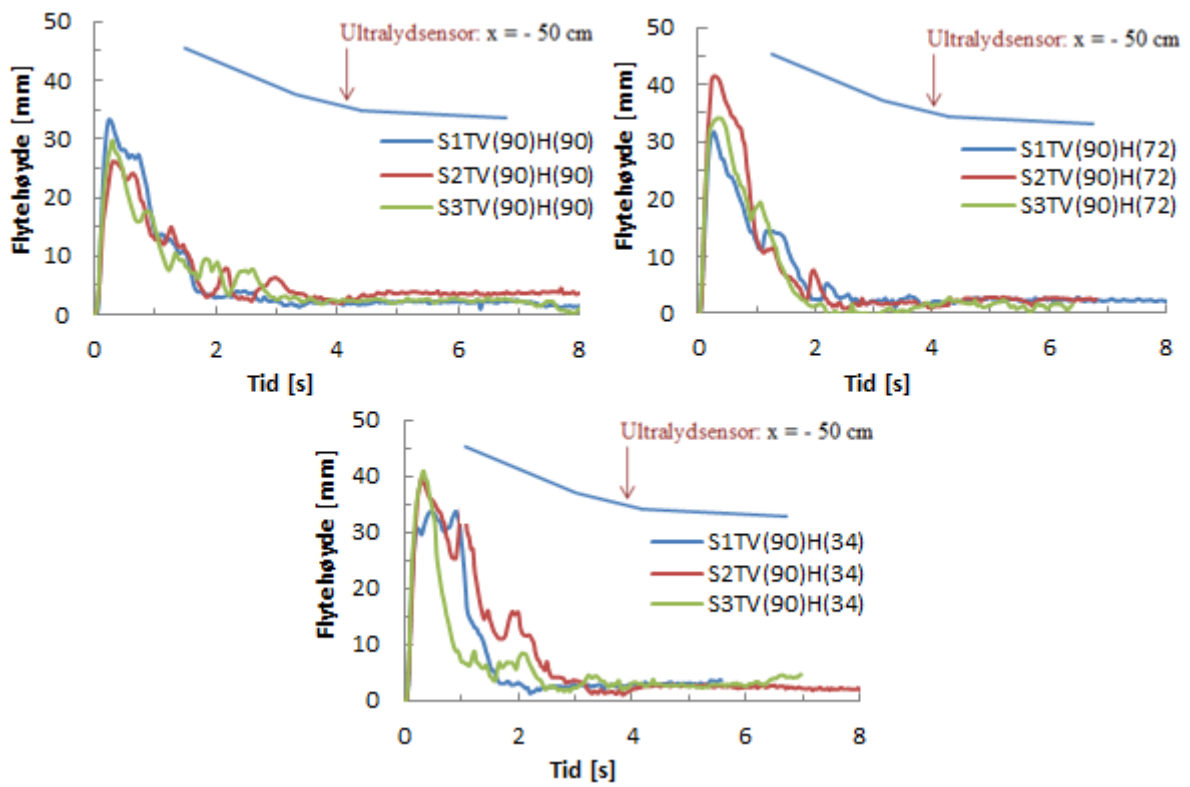 50
40
30
20
10
0
Flytehøyde [mm]
Ultralydsensor: x = - 50 cm
S1TV(90)H(90)
S2TV(90)H(90)
S3TV(90)H(90)
0 2 4 6 8
Tid [s]
50
40
30
20
10
0
Flytehøyde [mm]
Ultralydsensor: x = - 50 cm
S1TV(90)H(72)
S2TV(90)H(72)
S3TV(90)H(72)
0 2 4 6 8
Tid [s]
50
40
30
20
10
0
Flytehøyde [mm]
Ultralydsensor: x = - 50 cm
S1TV(90)H(34)
S2TV(90)H(34)
S3TV(90)H(34)
0 2 4 6 8
Tid [s]